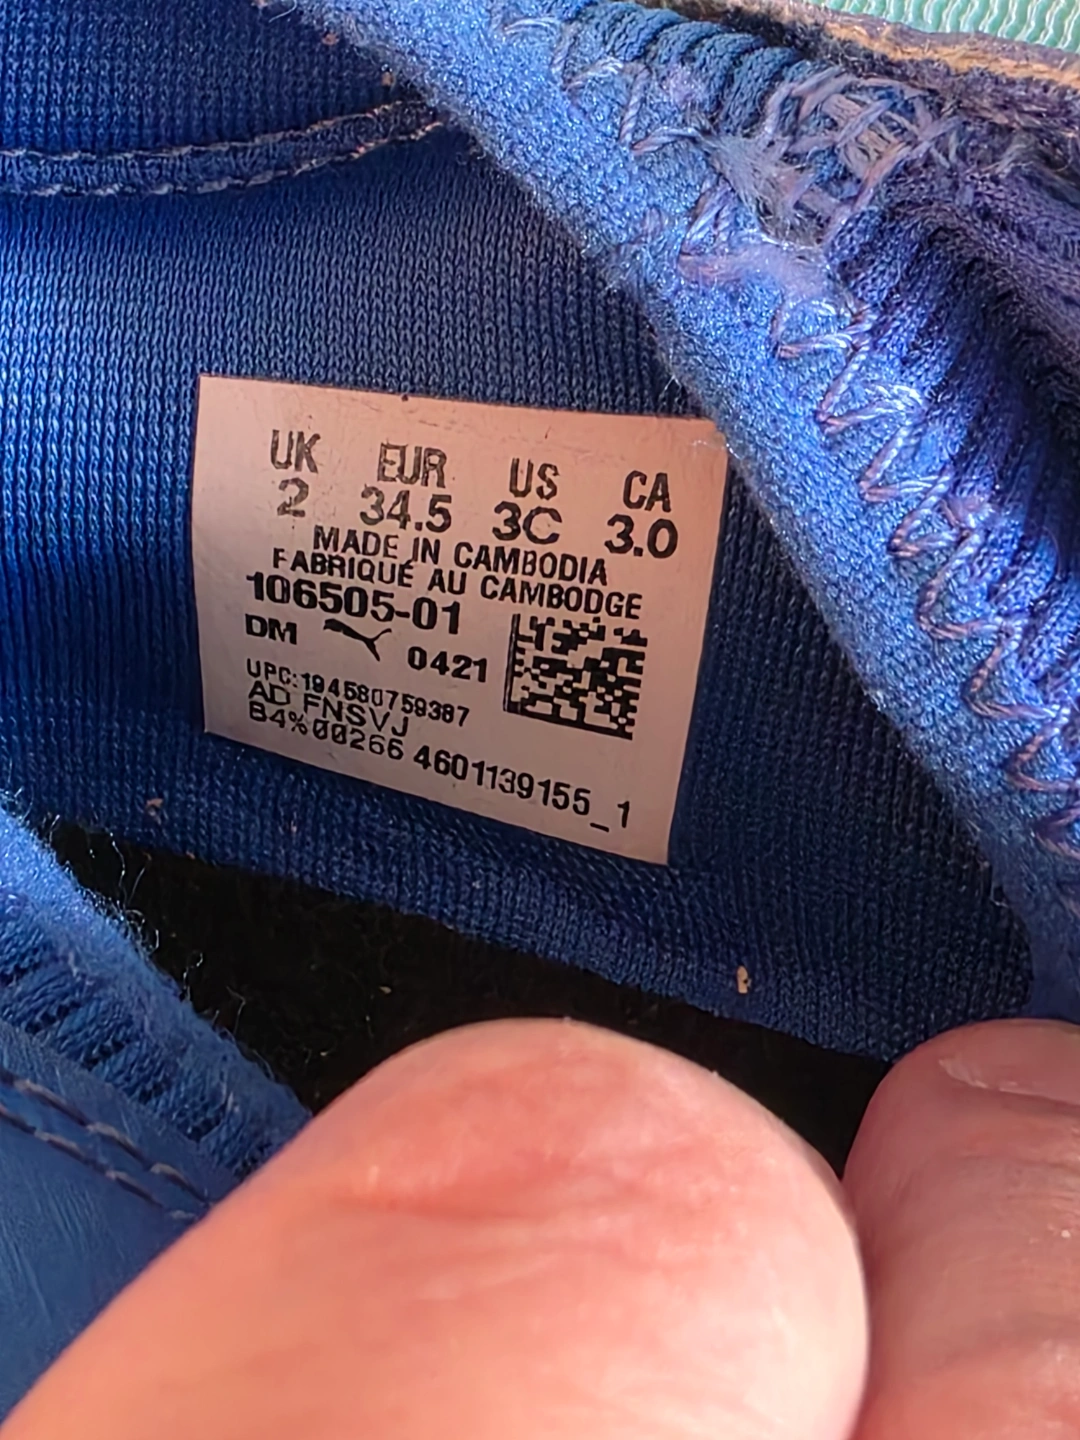 UK EUR US CA
2 34.5 3C 3.0
MADE IN CAMBODIA
FABRIQUÉ AU CAMBODGE
106505-01
DM 0421
UPC:194580759387
AD FNSVJ
B4%00266 4601139155_1